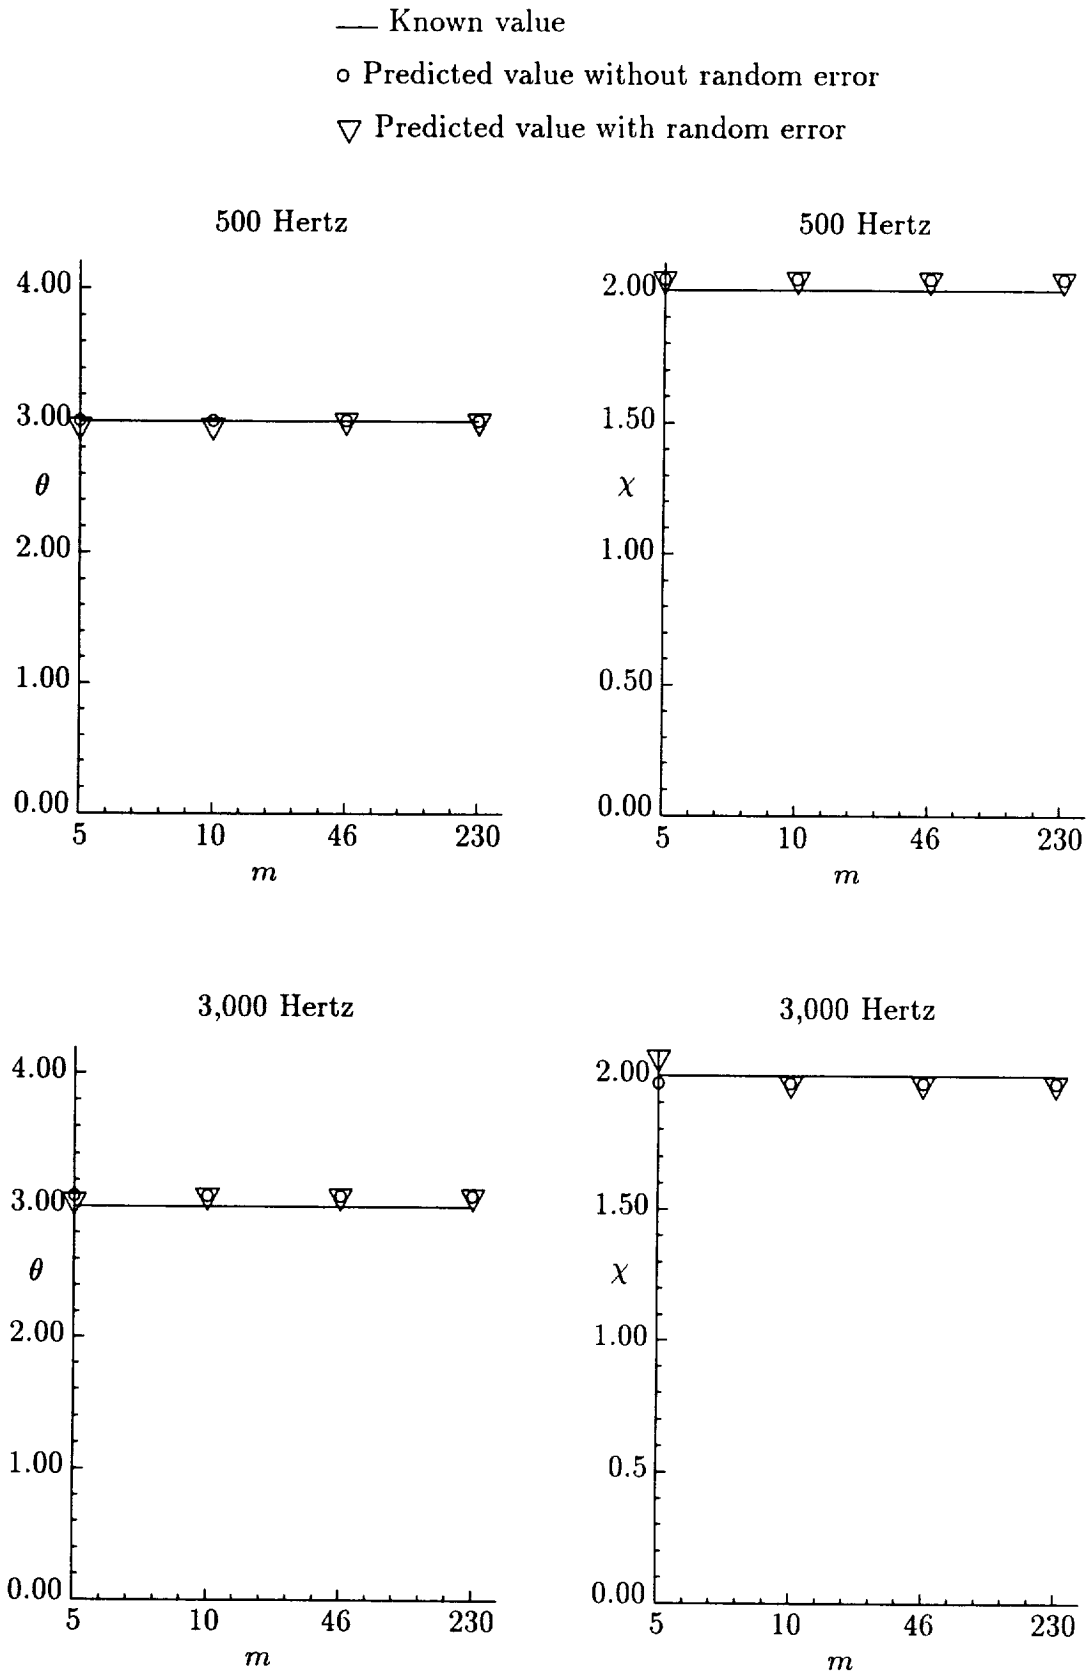 Known value
Predicted value without random error
Predicted value with random error
500 Hertz
4.00
3.00
θ
2.00
1.00
0.00
5 10 46 230
m
500 Hertz
2.00
1.50
χ
1.00
0.50
0.00
5 10 46 230
m
3,000 Hertz
4.00
3.00
θ
2.00
1.00
0.00
5 10 46 230
m
3,000 Hertz
2.00
1.50
χ
1.00
0.5
0.00
5 10 46 230
m